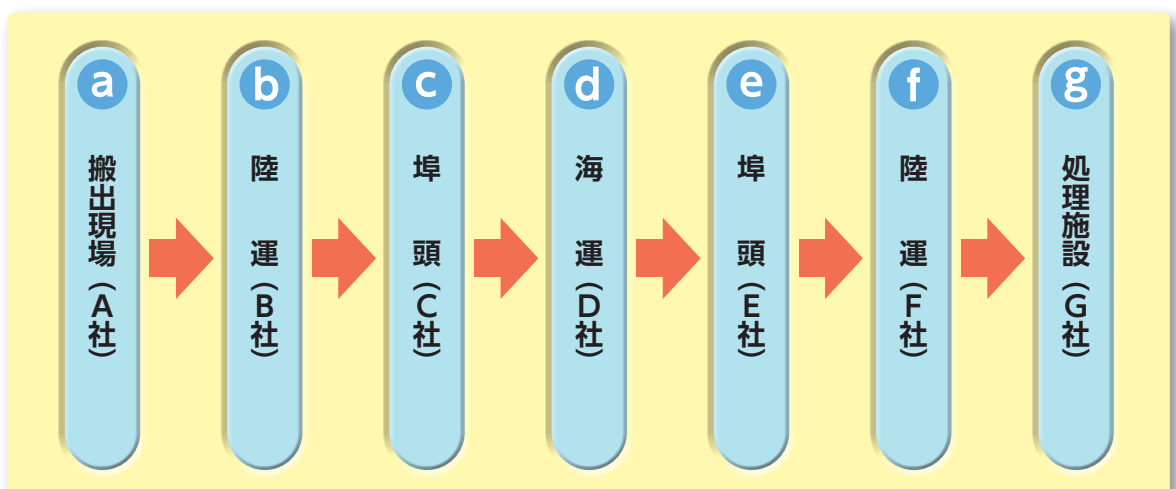 a
搬出現場（A社）
b
陸運（B社）
c
埠頭（C社）
d
海運（D社）
e
埠頭（E社）
f
陸運（F社）
g
処理施設（G社）